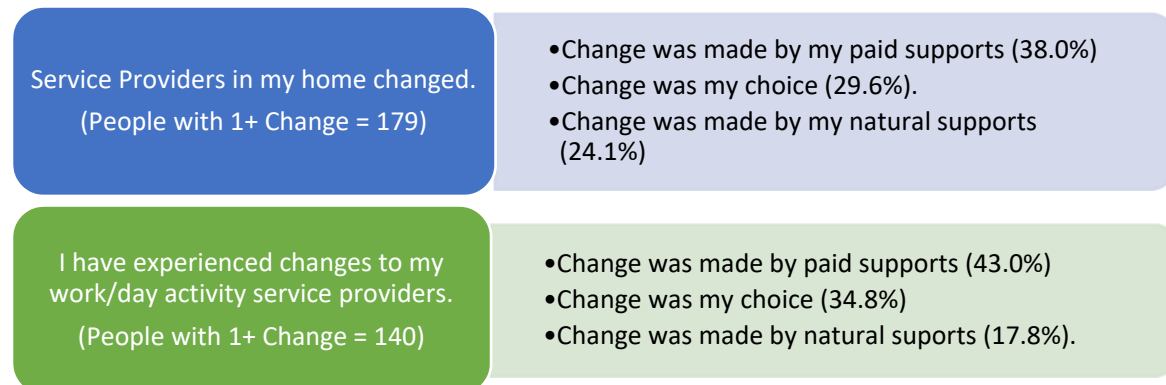 Service Providers in my home changed.
(People with 1+ Change = 179)
•Change was made by my paid supports (38.0%)
•Change was my choice (29.6%).
•Change was made by my natural supports
(24.1%)
I have experienced changes to my
work/day activity service providers.
(People with 1+ Change = 140)
•Change was made by paid supports (43.0%)
•Change was my choice (34.8%)
•Change was made by natural suports (17.8%).